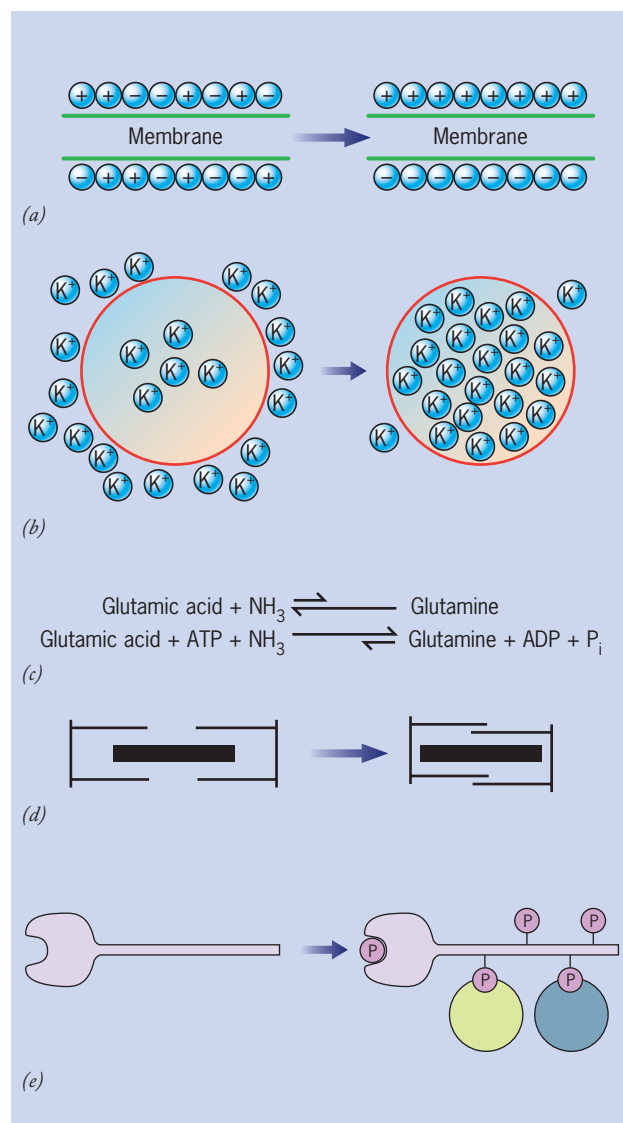 + + − − + − + − + + + + + + + +
Membrane Membrane
− + + − + − − + − − − − − − − −
(a)
K+ K+ K+ K+ K+ K+ K+ K+ K+ K+ K+ K+ K+ K+ K+ K+ K+ K+
K+ K+ K+ K+ K+
K+ K+
K+ K+ K+ K+ K+ K+ K+ K+ K+ K+ K+ K+ K+ K+ K+ K+ K+ K+ K+ K+ K+
(b)
Glutamic acid + NH3 Glutamine
Glutamic acid + ATP + NH3 Glutamine + ADP + Pi
(c)
(d)
P P
P
P P
(e)